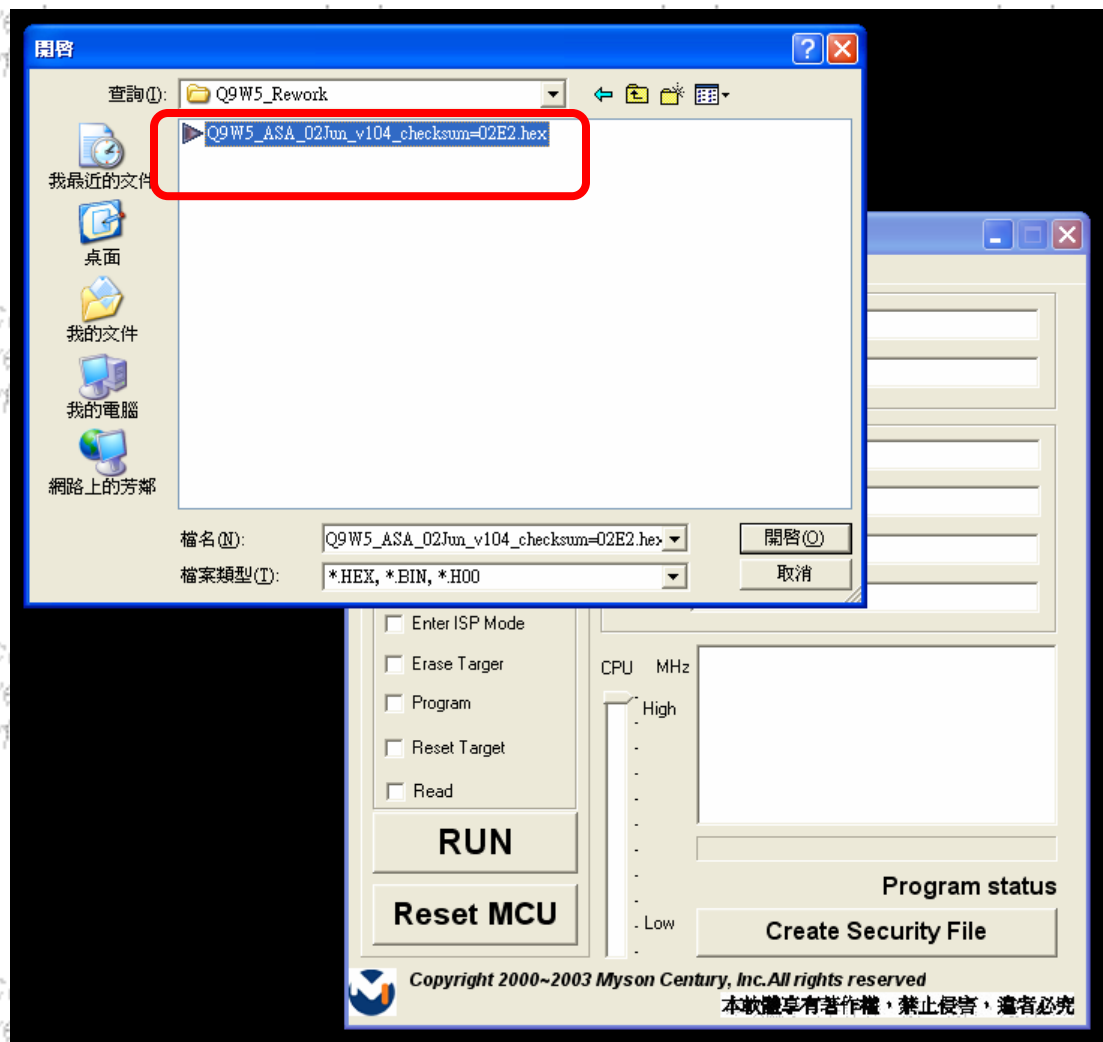 開啓
查詢(I):
Q9W5_Rework
Q9W5_ASA_02Jun_v104_checksum=02E2.hex
我最近的文件
桌面
我的文件
我的電腦
網路上的芳鄰
檔名(N):
Q9W5_ASA_02Jun_v104_checksum=02E2.hex
開啓(O)
檔案類型(T):
*.HEX, *.BIN, *.H00
取消
Enter ISP Mode
Erase Targer
Program
Reset Target
Read
RUN
Reset MCU
CPU MHz
High
Low
Program status
Create Security File
Copyright 2000~2003 Myson Century, Inc.All rights reserved
本軟體享有著作權，禁止侵害，違者必究